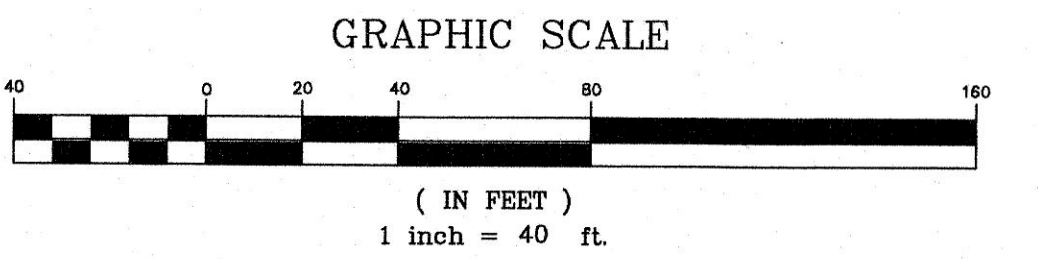 GRAPHIC SCALE
40 0 20 40 80 160
( IN FEET )
1 inch = 40 ft.